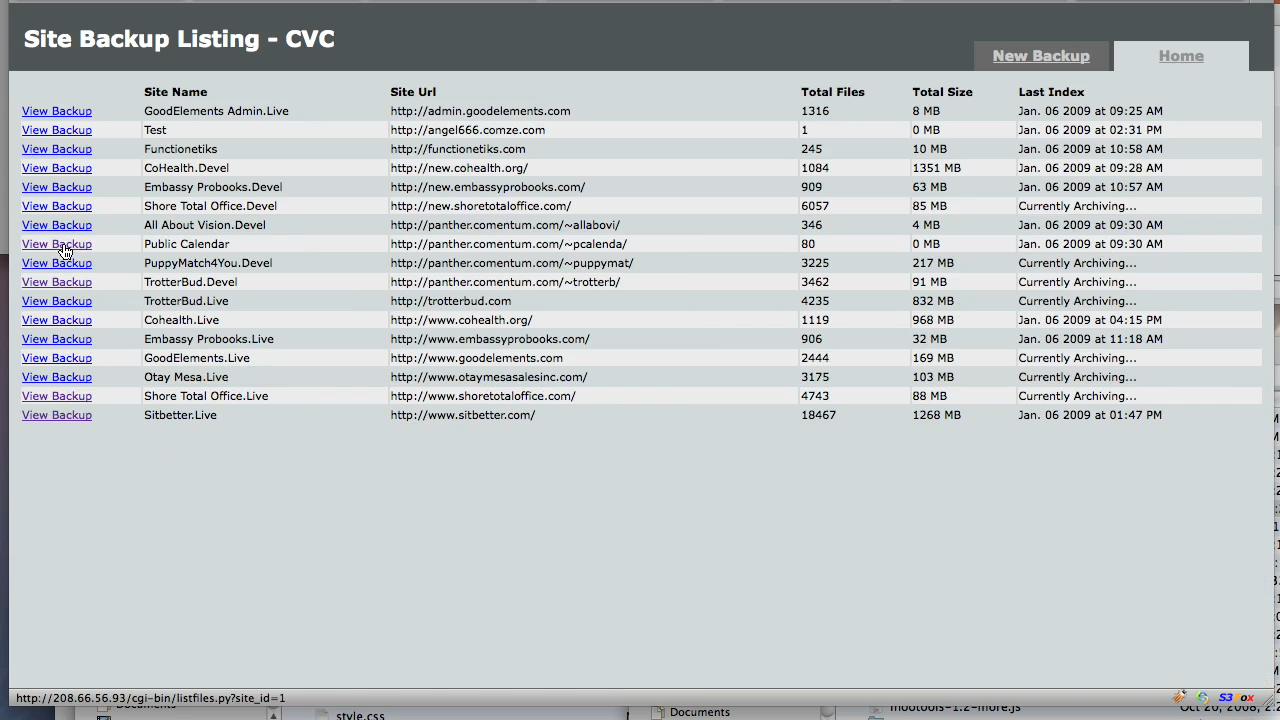 Site Backup Listing - CVC
New Backup Home
Site Name Site Url Total Files Total Size Last Index
View Backup GoodElements Admin.Live http://admin.goodelements.com 1316 8 MB Jan. 06 2009 at 09:25 AM
View Backup Test http://angel666.comze.com 1 0 MB Jan. 06 2009 at 02:31 PM
View Backup Functionetiks http://functionetiks.com 245 10 MB Jan. 06 2009 at 10:58 AM
View Backup CoHealth.Devel http://new.cohealth.org/ 1084 1351 MB Jan. 06 2009 at 09:28 AM
View Backup Embassy Probooks.Devel http://new.embassyprobooks.com/ 909 63 MB Jan. 06 2009 at 10:57 AM
View Backup Shore Total Office.Devel http://new.shoretotaloffice.com/ 6057 85 MB Currently Archiving...
View Backup All About Vision.Devel http://panther.comentum.com/~allabovi/ 346 4 MB Jan. 06 2009 at 09:30 AM
View Backup Public Calendar http://panther.comentum.com/~pcalenda/ 80 0 MB Jan. 06 2009 at 09:30 AM
View Backup PuppyMatch4You.Devel http://panther.comentum.com/~puppymat/ 3225 217 MB Currently Archiving...
View Backup TrotterBud.Devel http://panther.comentum.com/~trotterb/ 3462 91 MB Currently Archiving...
View Backup TrotterBud.Live http://trotterbud.com 4235 832 MB Currently Archiving...
View Backup Cohealth.Live http://www.cohealth.org/ 1119 968 MB Jan. 06 2009 at 04:15 PM
View Backup Embassy Probooks.Live http://www.embassyprobooks.com/ 906 32 MB Jan. 06 2009 at 11:18 AM
View Backup GoodElements.Live http://www.goodelements.com 2444 169 MB Currently Archiving...
View Backup Otay Mesa.Live http://www.otaymesasalesinc.com/ 3175 103 MB Currently Archiving...
View Backup Shore Total Office.Live http://www.shoretotaloffice.com/ 4743 88 MB Currently Archiving...
View Backup Sitbetter.Live http://www.sitbetter.com/ 18467 1268 MB Jan. 06 2009 at 01:47 PM
http://208.66.56.93/cgi-bin/listfiles.py?site_id=1 S3Fox
Documents style.css Documents mootools-1.2-more.js Oct 20, 2008, 2: